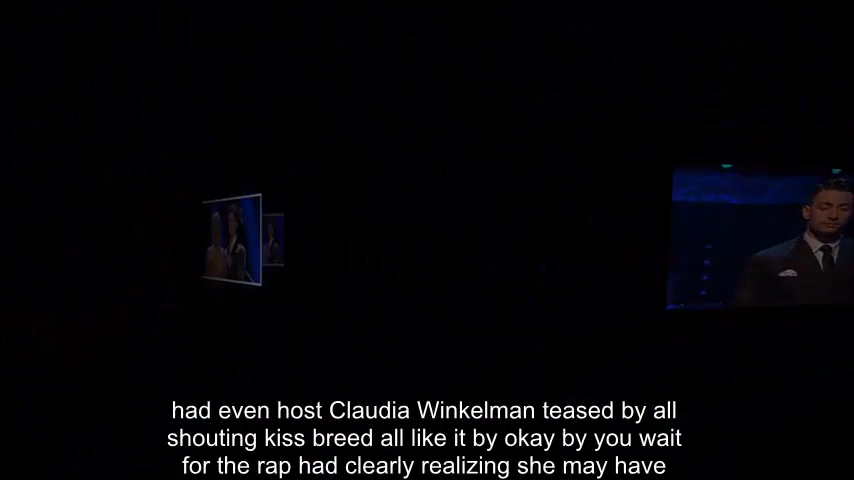 had even host Claudia Winkelman teased by all
shouting kiss breed all like it by okay by you wait
for the rap had clearly realizing she may have